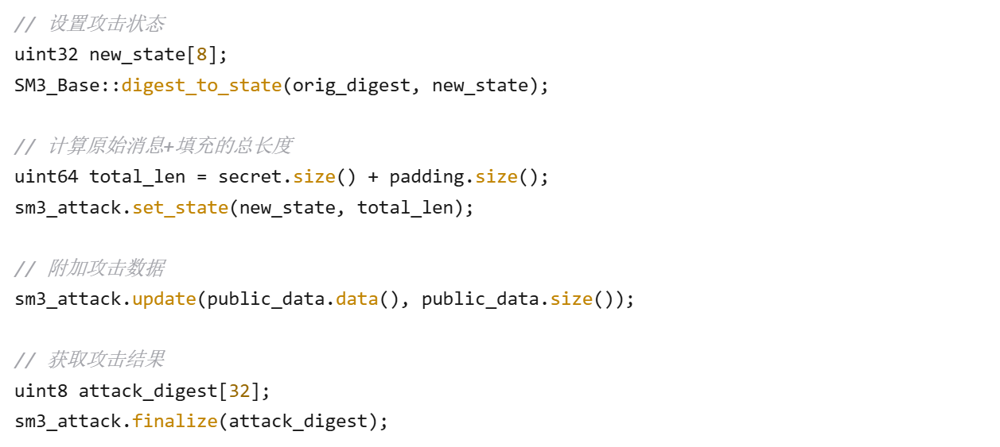 // 设置攻击状态
uint32 new_state[8];
SM3_Base::digest_to_state(orig_digest, new_state);
// 计算原始消息+填充的总长度
uint64 total_len = secret.size() + padding.size();
sm3_attack.set_state(new_state, total_len);
// 附加攻击数据
sm3_attack.update(public_data.data(), public_data.size());
// 获取攻击结果
uint8 attack_digest[32];
sm3_attack.finalize(attack_digest);